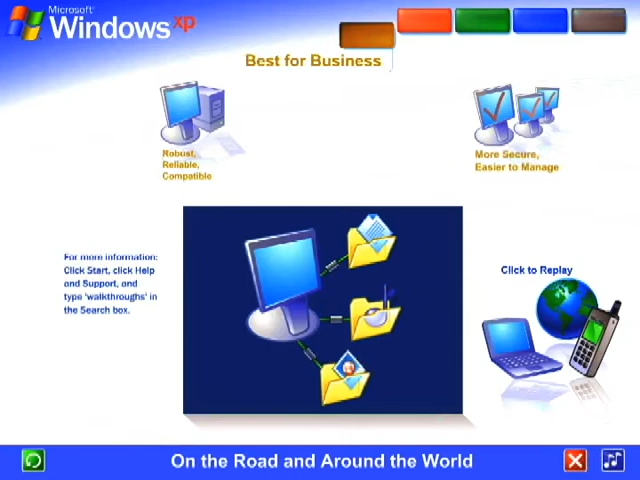 Microsoft®
Windows xp
Best for Business
Robust,
Reliable,
Compatible
More Secure,
Easier to Manage
For more information:
Click Start, click Help
and Support, and
type 'walkthroughs' in
the Search box.
Click to Replay
On the Road and Around the World